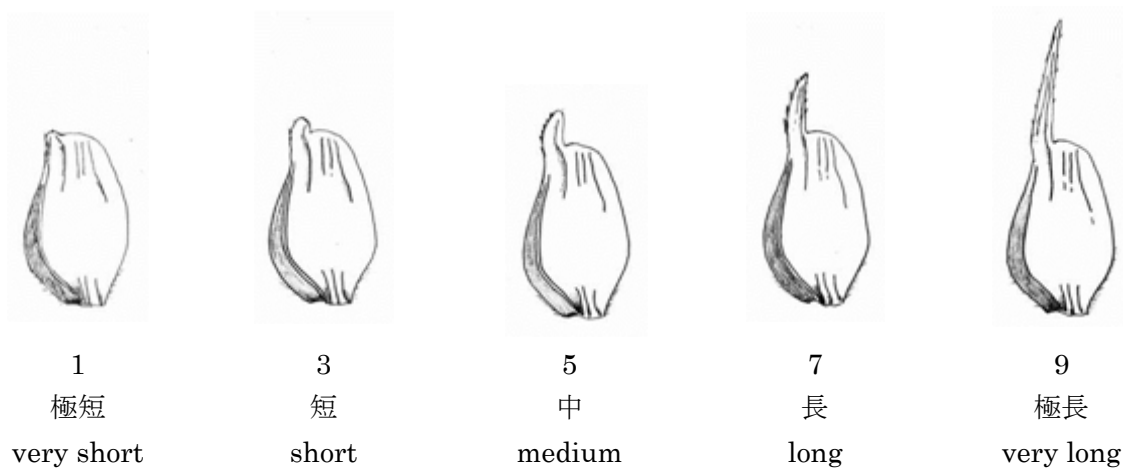 1 3 5 7 9
極短 短 中 長 極長
very short short medium long very long